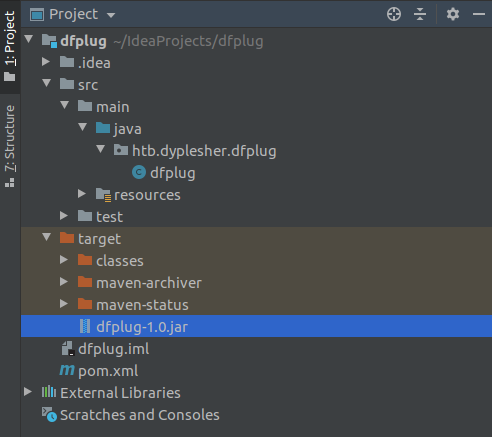 Project
1: Project
7: Structure
dfplug ~/IdeaProjects/dfplug
.idea
src
main
java
htb.dyplesher.dfplug
dfplug
resources
test
target
classes
maven-archiver
maven-status
dfplug-1.0.jar
dfplug.iml
pom.xml
External Libraries
Scratches and Consoles